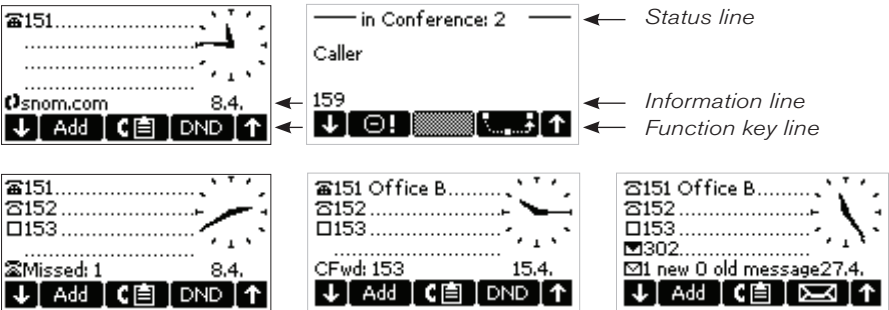 151
snom.com 8.4.
Add DND
in Conference: 2
Caller
159
Status line
Information line
Function key line
151
152
153
Missed: 1 8.4.
Add DND
151 Office B
152
153
CFwd: 153 15.4.
Add DND
151 Office B
152
153
302
1 new 0 old message27.4.
Add